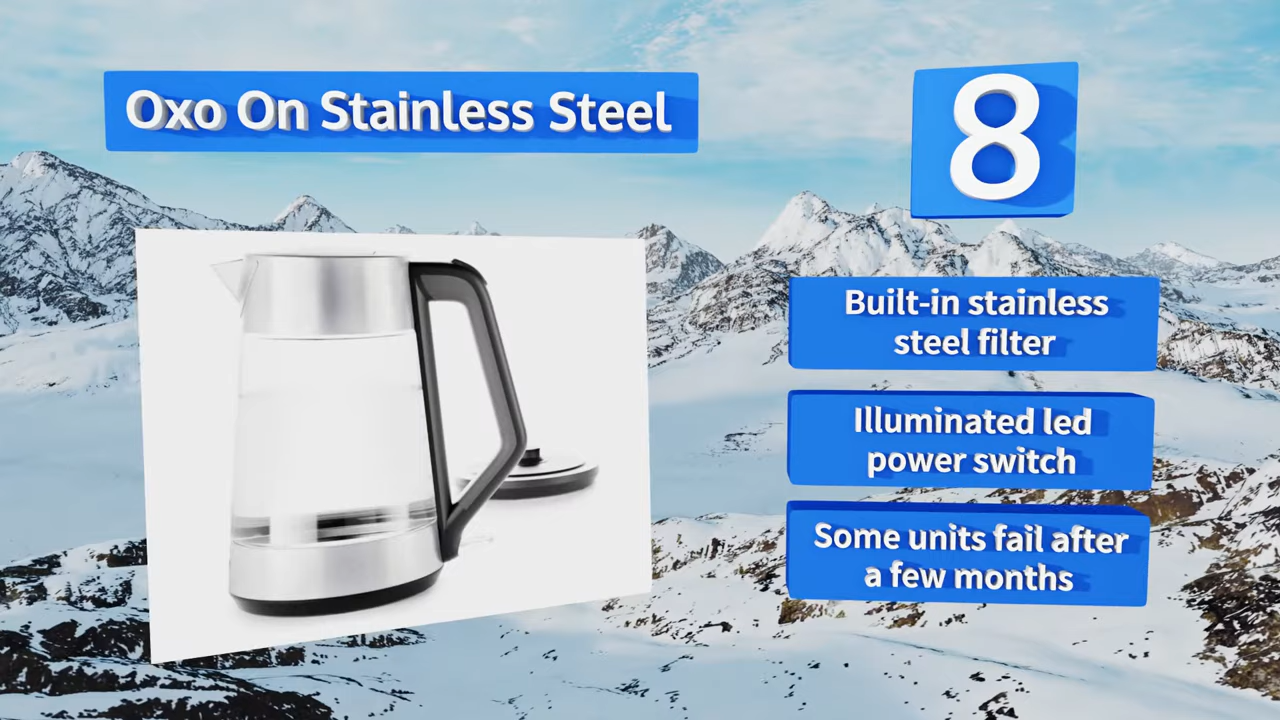 Oxo On Stainless Steel
8
Built-in stainless
steel filter
Illuminated led
power switch
Some units fail after
a few months